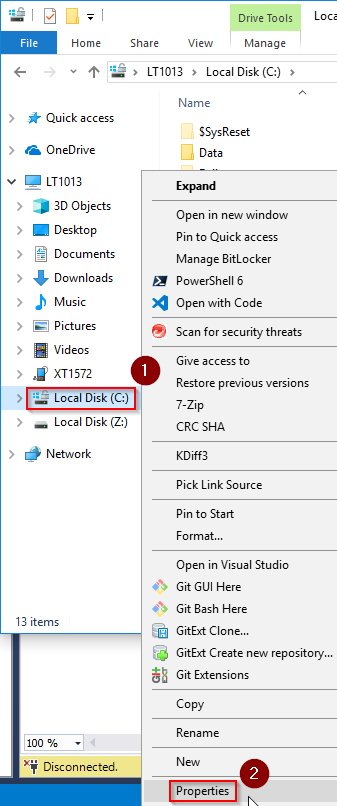 Drive Tools
Loca
File
Home
Share
View
Manage
LT1013
Local Disk (C:)
Name
Quick access
$SysReset
Data
OneDrive
LT1013
3D Objects
Desktop
Documents
Downloads
Music
Pictures
Videos
XT1572
Local Disk (C:)
Local Disk (Z:)
Network
13 items
Expand
Open in new window
Pin to Quick access
Manage BitLocker
PowerShell 6
Open with Code
Scan for security threats
Give access to
Restore previous versions
7-Zip
CRC SHA
KDiff3
Pick Link Source
Pin to Start
Format...
Open in Visual Studio
Git GUI Here
Git Bash Here
GitExt Clone...
GitExt Create new repository...
Git Extensions
Copy
Rename
New
Properties
1
2
100 %
Disconnected.